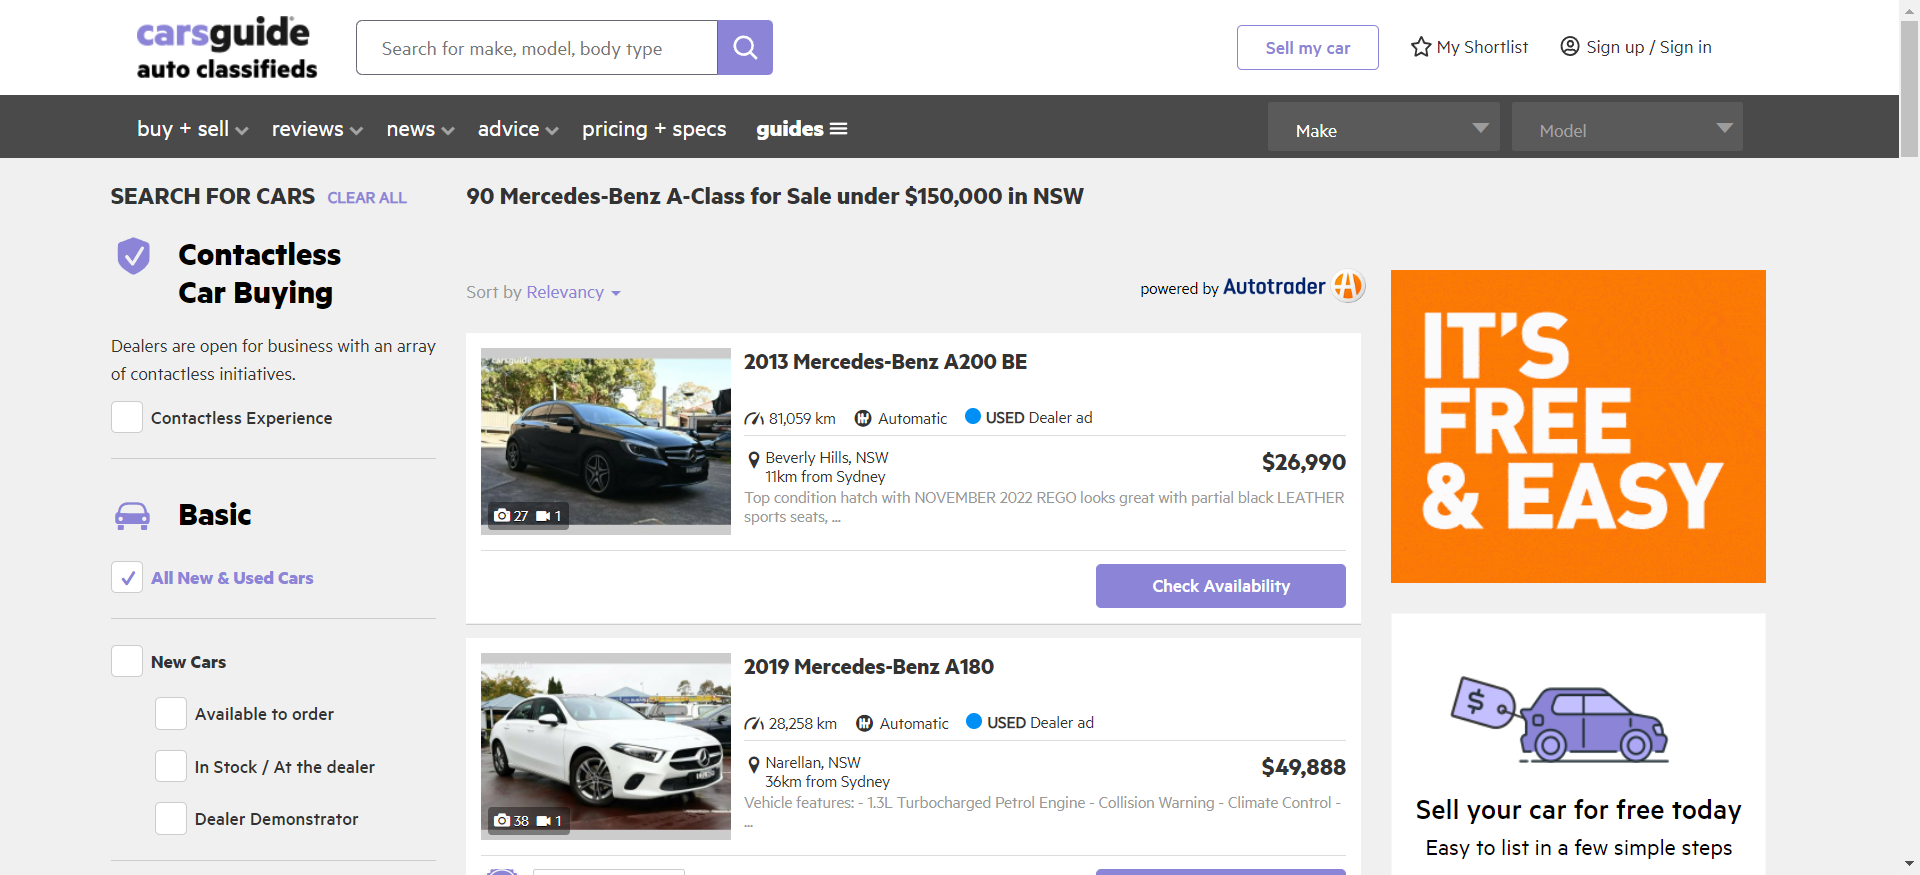 carsguide
auto classifieds
Search for make, model, body type
Sell my car
My Shortlist
Sign up / Sign in
buy + sell
reviews
news
advice
pricing + specs
guides
Make
Model
SEARCH FOR CARS
CLEAR ALL
90 Mercedes-Benz A-Class for Sale under $150,000 in NSW
Contactless
Car Buying
Dealers are open for business with an array
of contactless initiatives.
Contactless Experience
Basic
All New & Used Cars
New Cars
Available to order
In Stock / At the dealer
Dealer Demonstrator
Sort by Relevancy
powered by Autotrader
carsguide
2013 Mercedes-Benz A200 BE
81,059 km
Automatic
USED Dealer ad
Beverly Hills, NSW
11km from Sydney
$26,990
Top condition hatch with NOVEMBER 2022 REGO looks great with partial black LEATHER
sports seats, ...
27
1
Check Availability
2019 Mercedes-Benz A180
28,258 km
Automatic
USED Dealer ad
Narellan, NSW
36km from Sydney
$49,888
Vehicle features: - 1.3L Turbocharged Petrol Engine - Collision Warning - Climate Control -
...
38
1
IT'S
FREE
& EASY
$
Sell your car for free today
Easy to list in a few simple steps